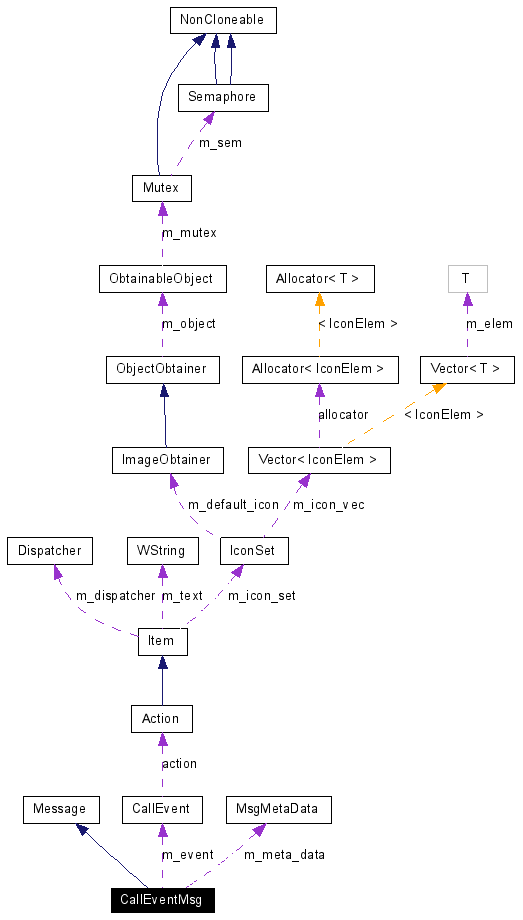 NonCloneable
Semaphore
m_sem
Mutex
m_mutex
ObtainableObject
Allocator< T >
T
m_object
< IconElem >
m_elem
ObjectObtainer
Allocator< IconElem >
Vector< T >
allocator
< IconElem >
ImageObtainer
Vector< IconElem >
m_default_icon
m_icon_vec
Dispatcher
WString
IconSet
m_dispatcher
m_text
m_icon_set
Item
Action
action
Message
CallEvent
MsgMetaData
m_event
m_meta_data
CallEventMsg